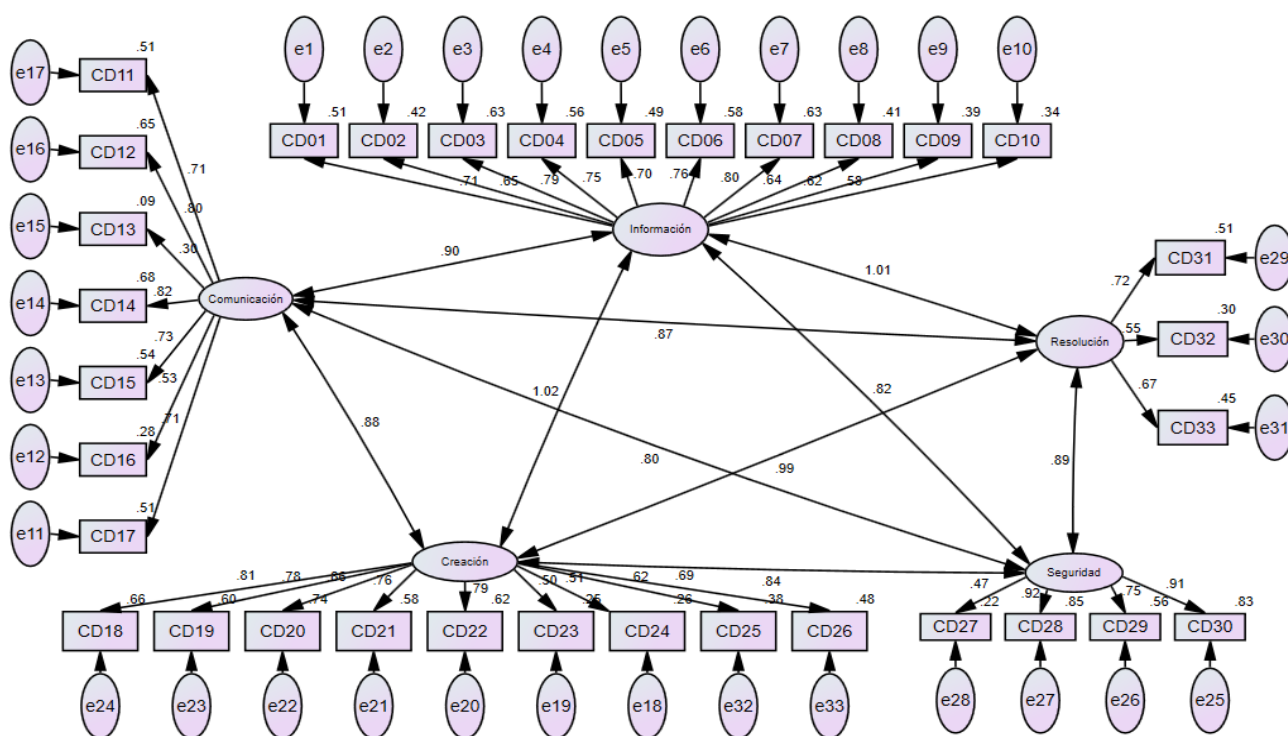 e1 e2 e3 e4 e5 e6 e7 e8 e9 e10
.51 .42 .63 .56 .49 .58 .63 .41 .39 .34
CD01 CD02 CD03 CD04 CD05 CD06 CD07 CD08 CD09 CD10
.71 .65 .79 .75 .70 .76 .80 .64 .62 .58
Información
e17 CD11 .51
e16 CD12 .65
e15 CD13 .09
e14 CD14 .68
e13 CD15 .54
e12 CD16 .28
e11 CD17 .51
.71
.80
.30
.82
.73
.53
.71
Comunicación
.90
1.01
.87
1.02
.82
.88
.80
.99
.89
Resolución
.72
.55
.67
.51
CD31 e29
.30
CD32 e30
.45
CD33 e31
Creación
.81 .78 .86 .76 .79 .50 .51 .62 .69 .84
.66 .60 .74 .58 .62 .25 .26 .38 .48
CD18 CD19 CD20 CD21 CD22 CD23 CD24 CD25 CD26
e24 e23 e22 e21 e20 e19 e18 e32 e33
Seguridad
.47 .92 .75 .91
.22 .85 .56 .83
CD27 CD28 CD29 CD30
e28 e27 e26 e25